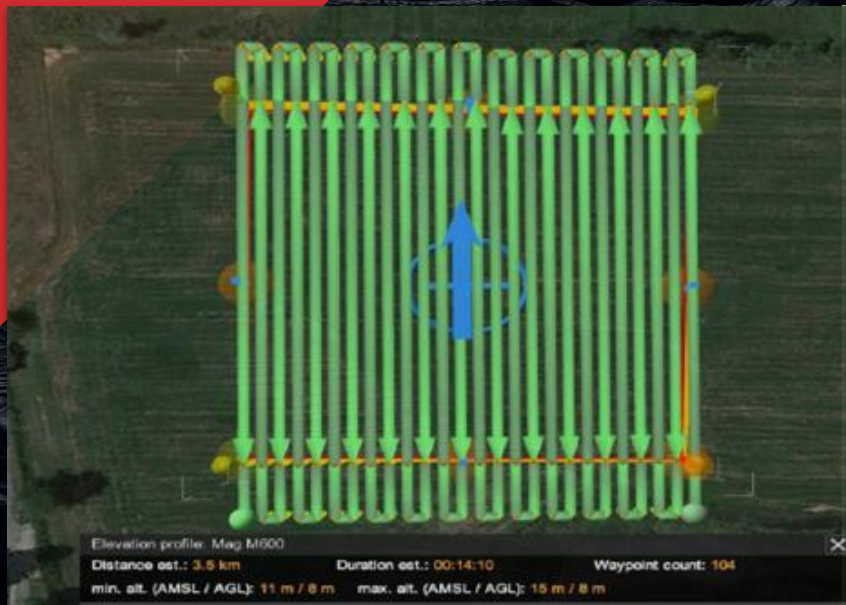 Elevation profile: Mag M600
Distance est.: 3.5 km Duration est.: 00:14:10 Waypoint count: 104
min. alt. (AMSL / AGL): 11 m / 6 m max. alt. (AMSL / AGL): 15 m / 8 m